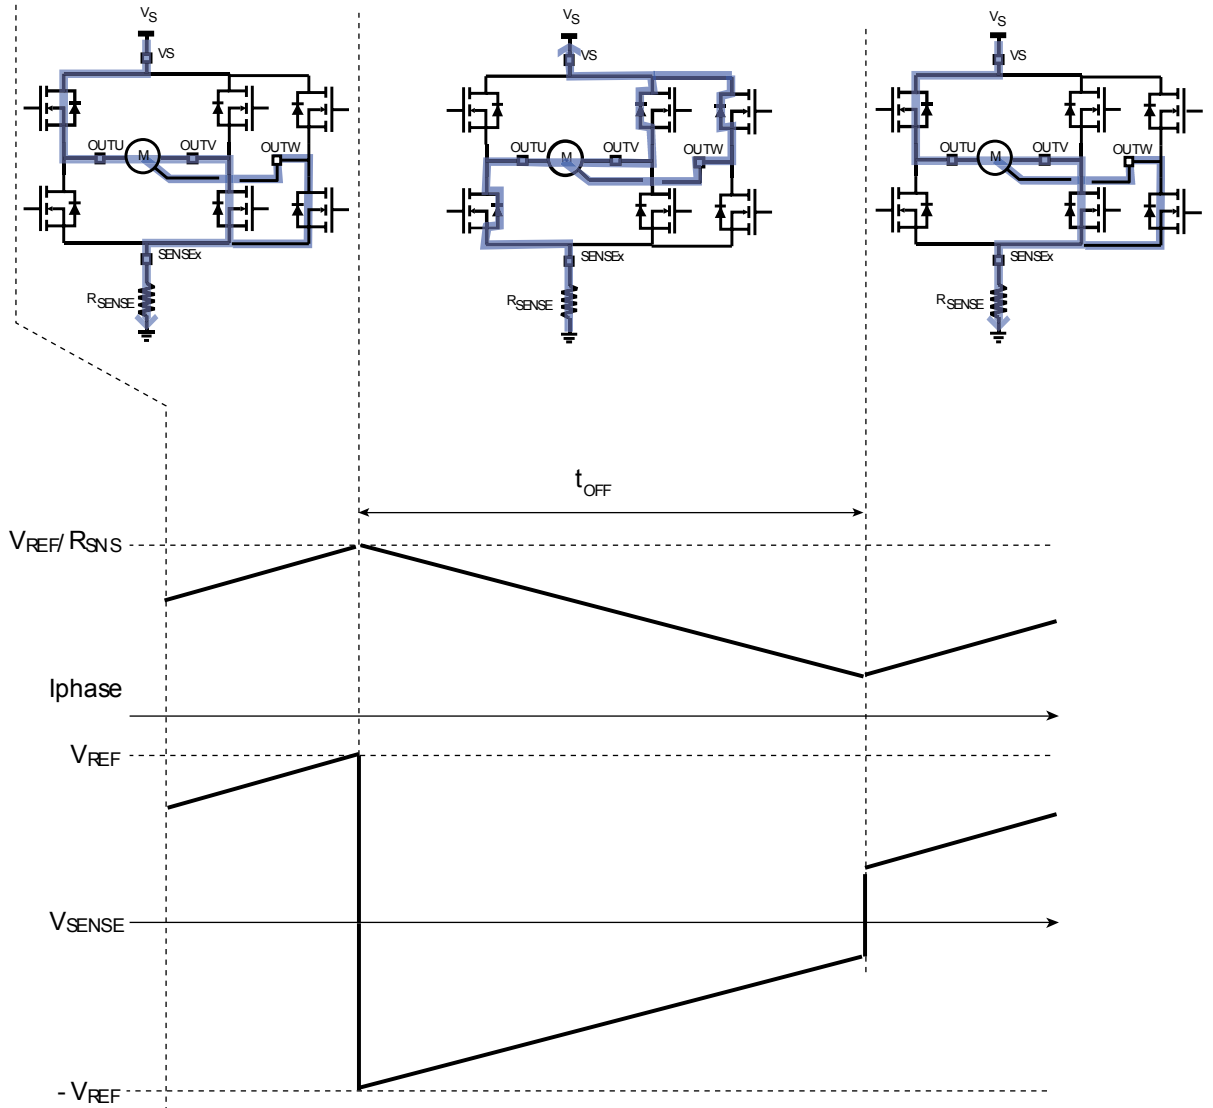 VS
VS
OUTU
M
OUTV
OUTW
SENSEx
RSENSE
VS
VS
OUTU
M
OUTV
OUTW
SENSEx
RSENSE
VS
VS
OUTU
M
OUTV
OUTW
SENSEx
RSENSE
tOFF
VREF/ RSNS
Iphase
VREF
VSENSE
- VREF